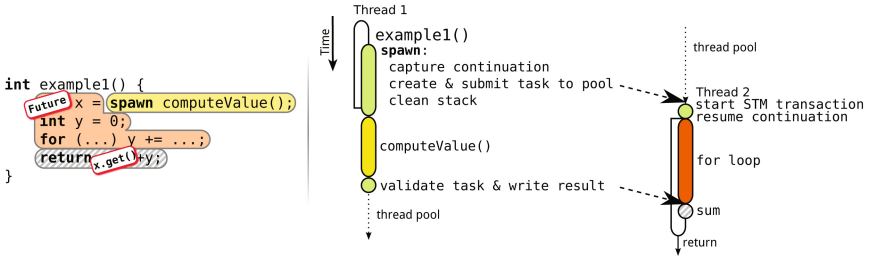 int example1() {
Future x = spawn computeValue();
int y = 0;
for (...) y += ...;
return x.get()+y;
}
Time
Thread 1
example1()
spawn:
capture continuation
create & submit task to pool
clean stack
computeValue()
validate task & write result
thread pool
thread pool
Thread 2
start STM transaction
resume continuation
for loop
sum
return